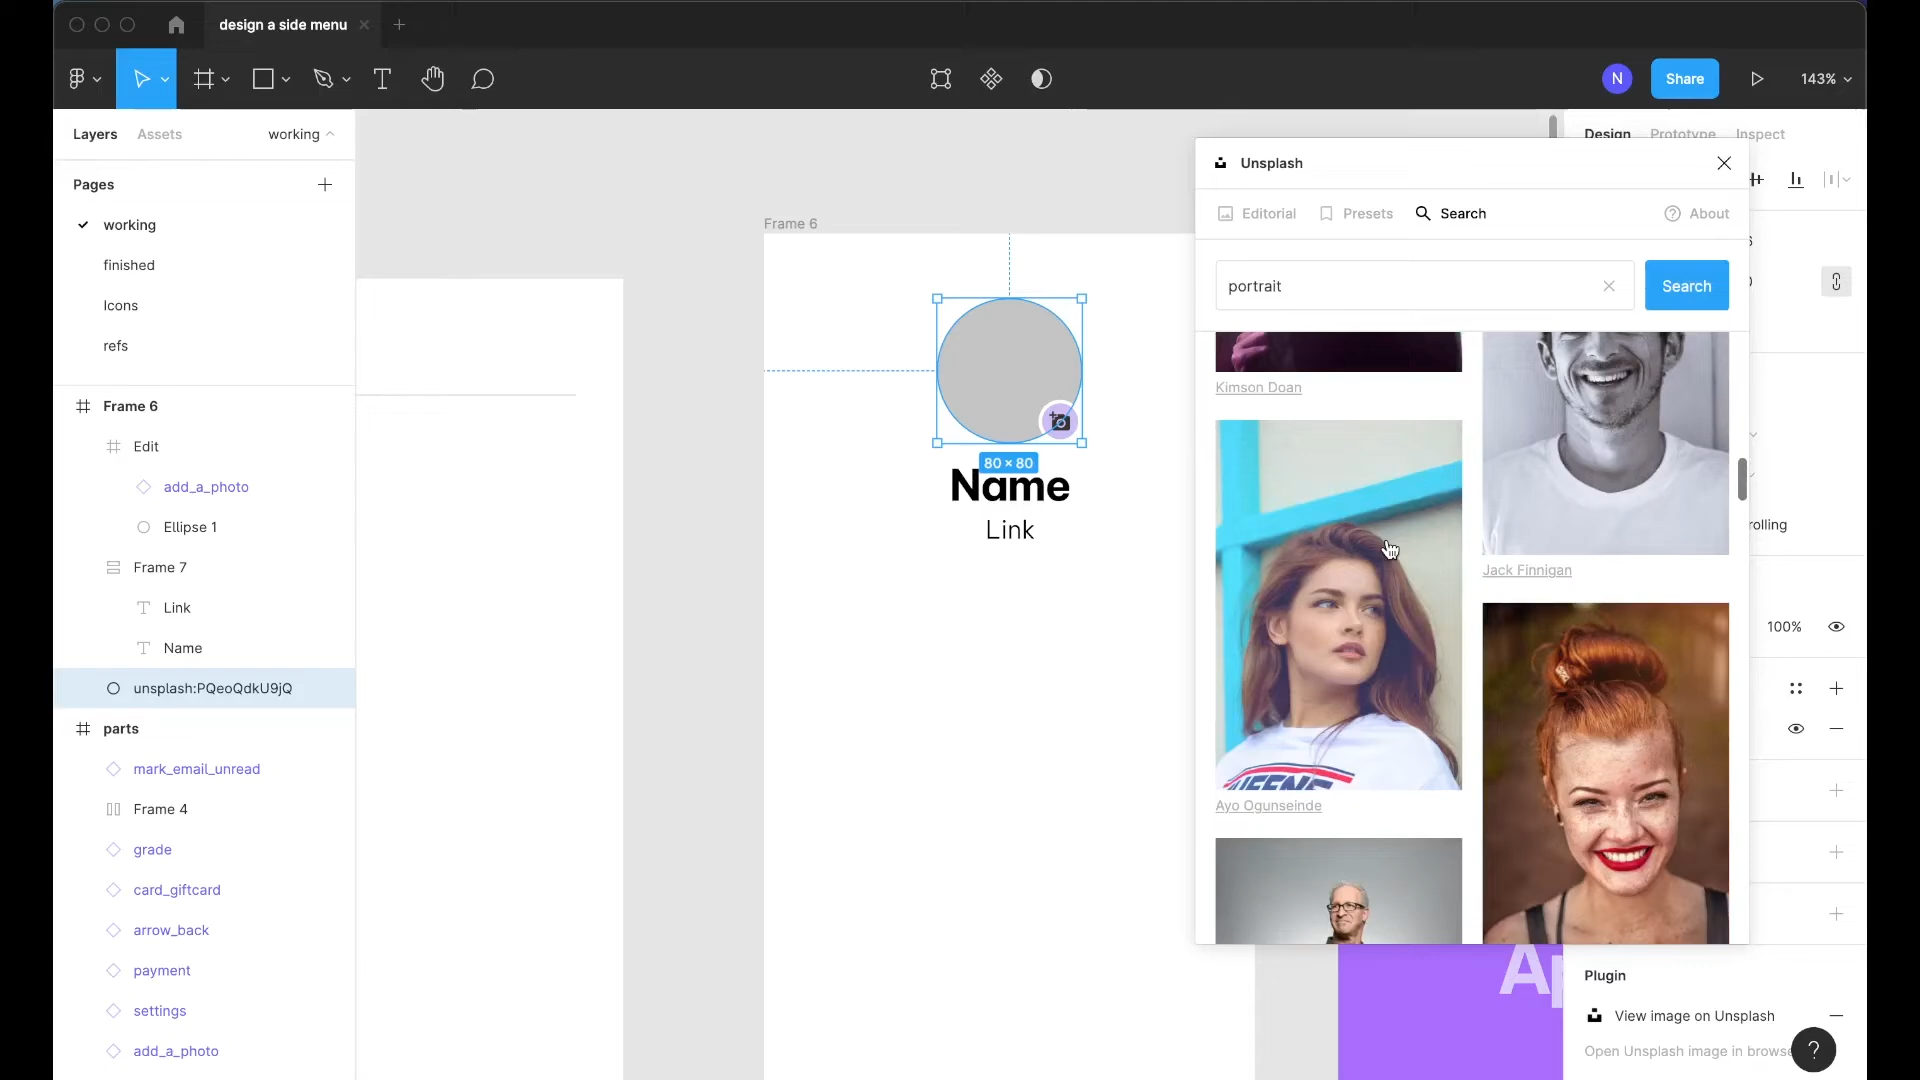 design a side menu
T
N
Share
143%
Layers
Assets
working
Design
Prototype
Inspect
Pages
working
finished
Icons
refs
Frame 6
Edit
add_a_photo
Ellipse 1
Frame 7
Link
Name
unsplash:PQeoQdkU9jQ
parts
mark_email_unread
Frame 4
grade
card_giftcard
arrow_back
payment
settings
add_a_photo
Frame 6
80 × 80
Name
Link
Unsplash
Editorial
Presets
Search
About
portrait
Search
Kimson Doan
Jack Finnigan
Ayo Ogunseinde
rolling
100%
Ap
Plugin
View image on Unsplash
Open Unsplash image in browse
?